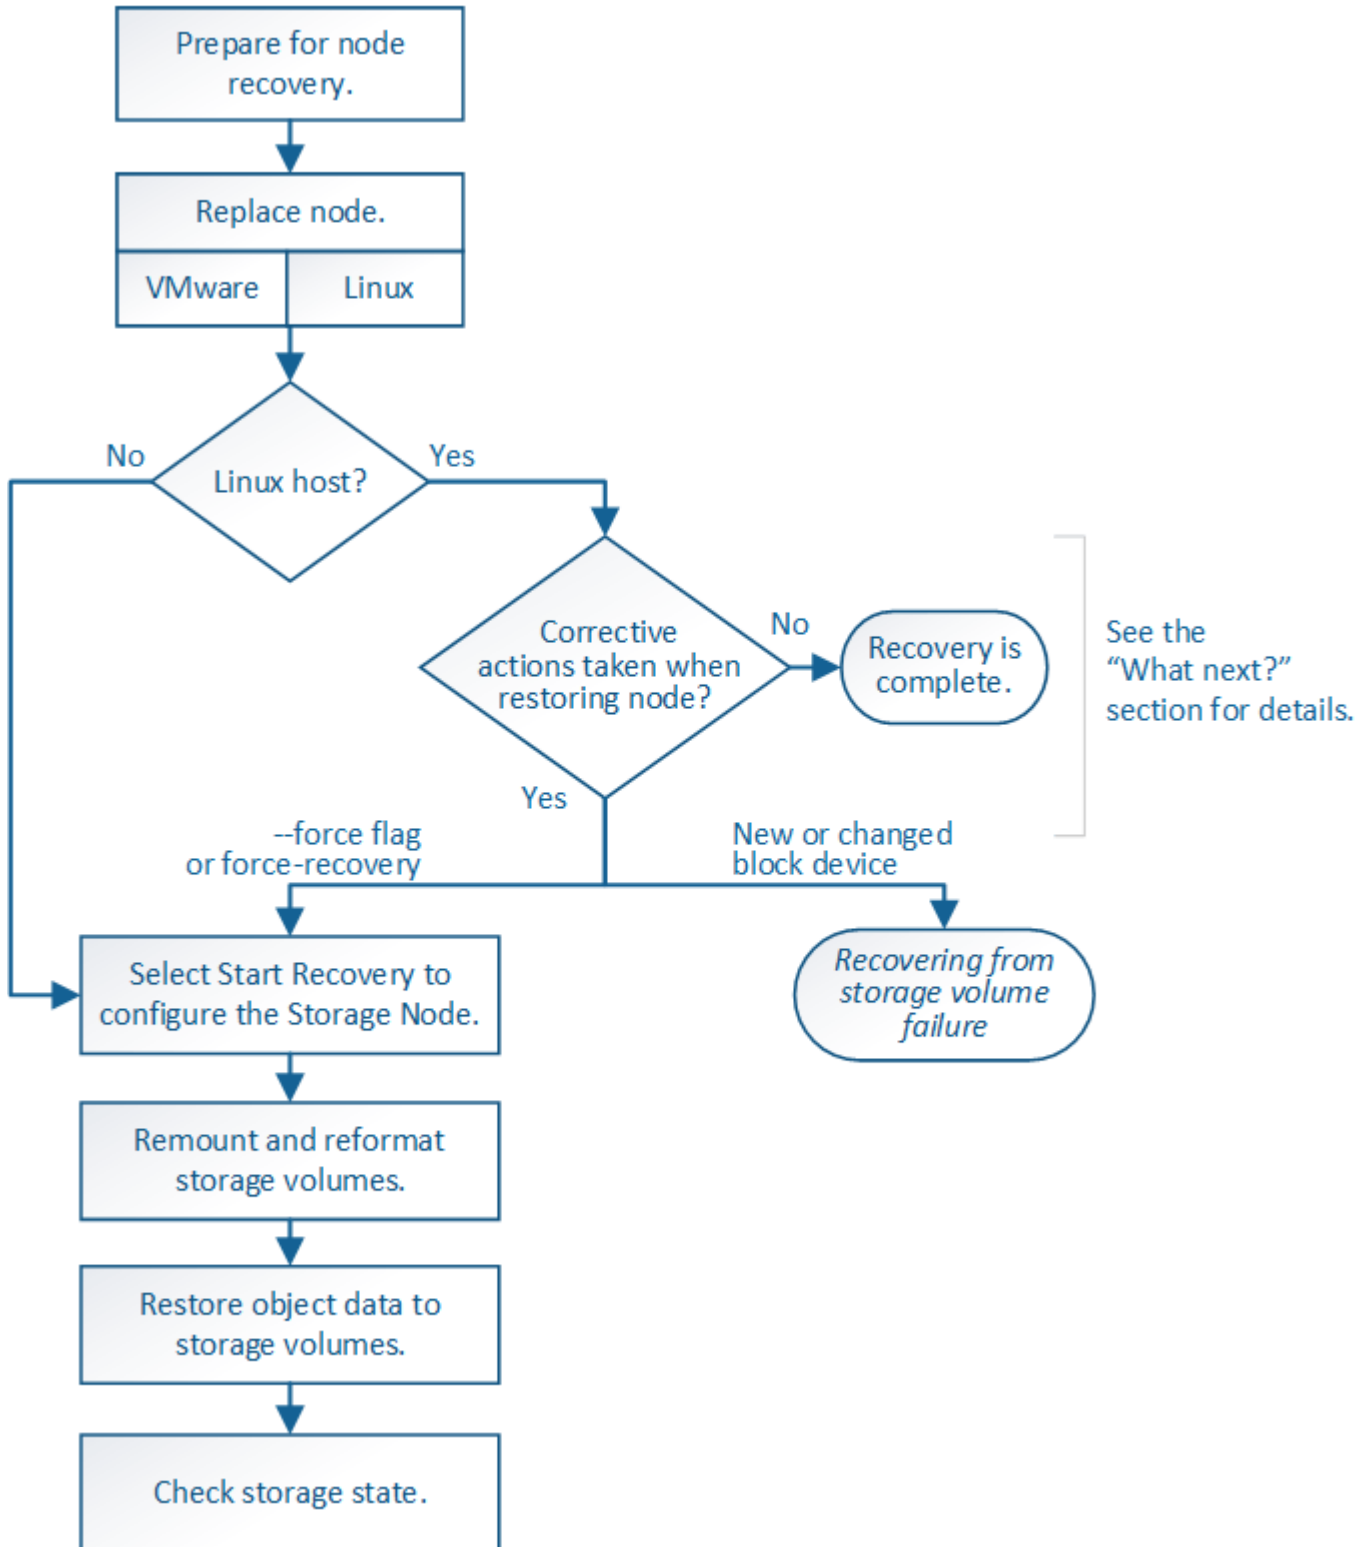 Prepare for node
recovery.
Replace node.
VMware
Linux
Linux host?
No
Yes
Corrective
actions taken when
restoring node?
No
Recovery is
complete.
See the
“What next?”
section for details.
Yes
--force flag
or force-recovery
New or changed
block device
Select Start Recovery to
configure the Storage Node.
Recovering from
storage volume
failure
Remount and reformat
storage volumes.
Restore object data to
storage volumes.
Check storage state.